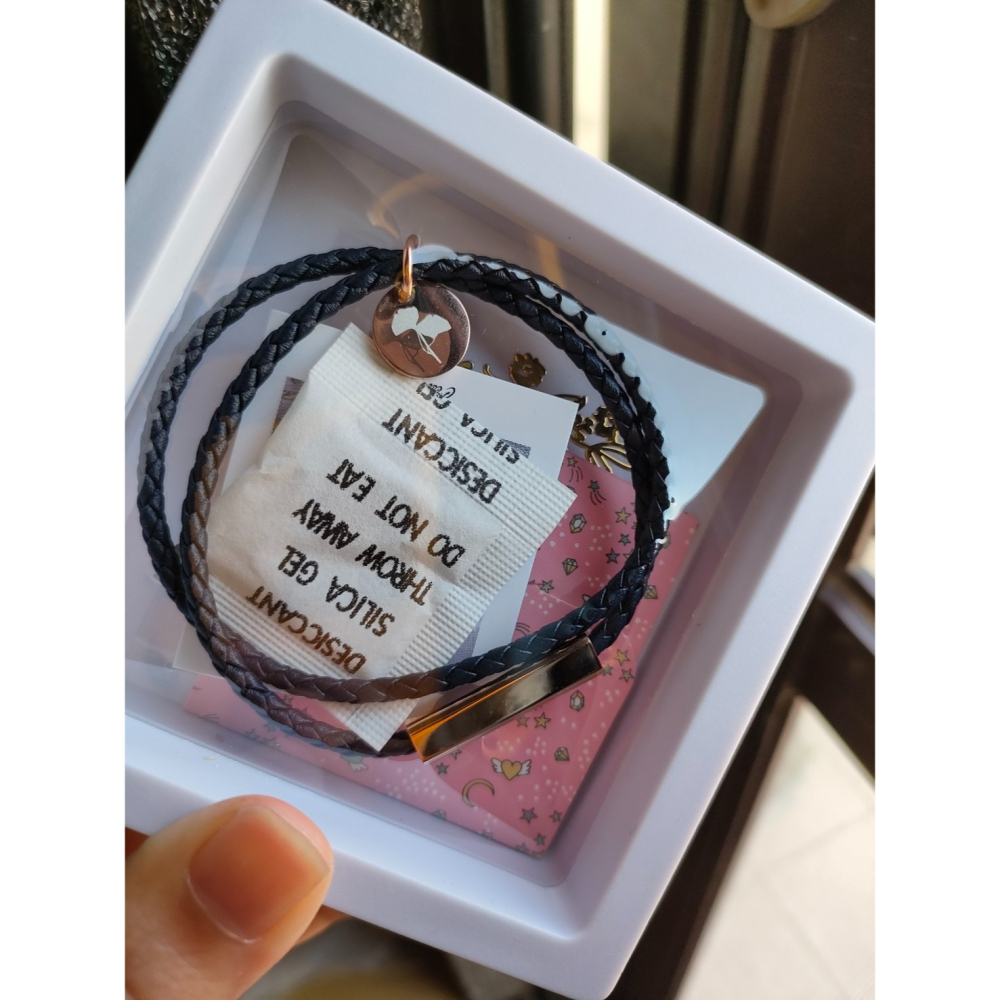 DESICCANT
SILICA GEL
THROW AWAY
DO NOT EAT
DESICCANT
SILICA GEL